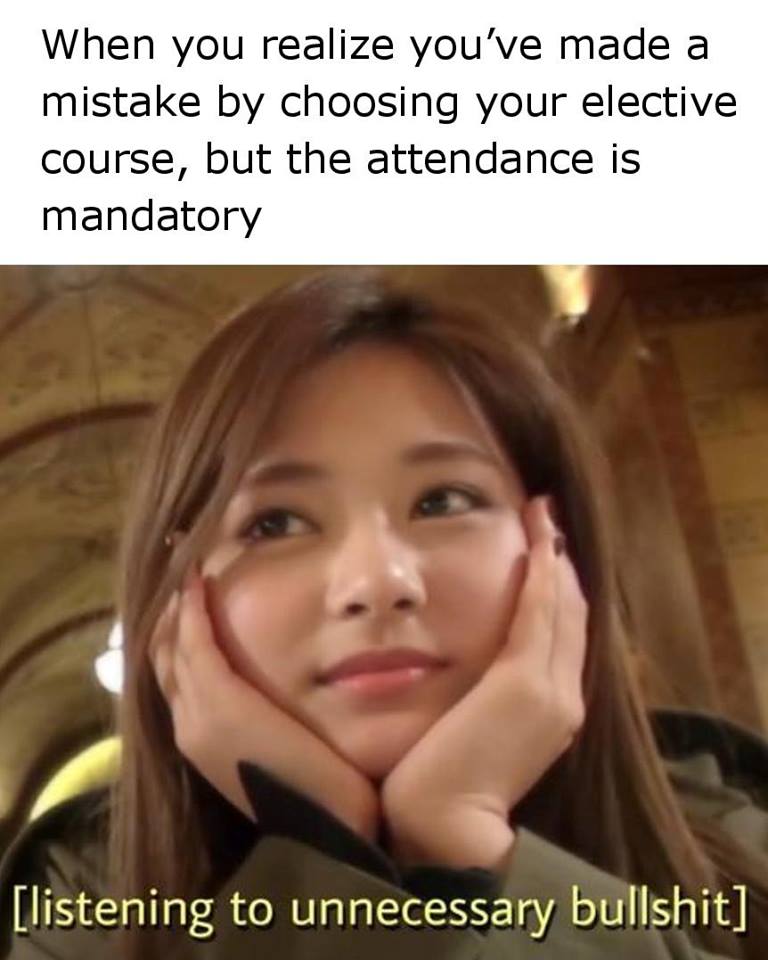 When you realize you’ve made a
mistake by choosing your elective
course, but the attendance is
mandatory
[listening to unnecessary bullshit]